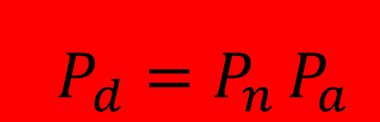 P_d = P_n P_a